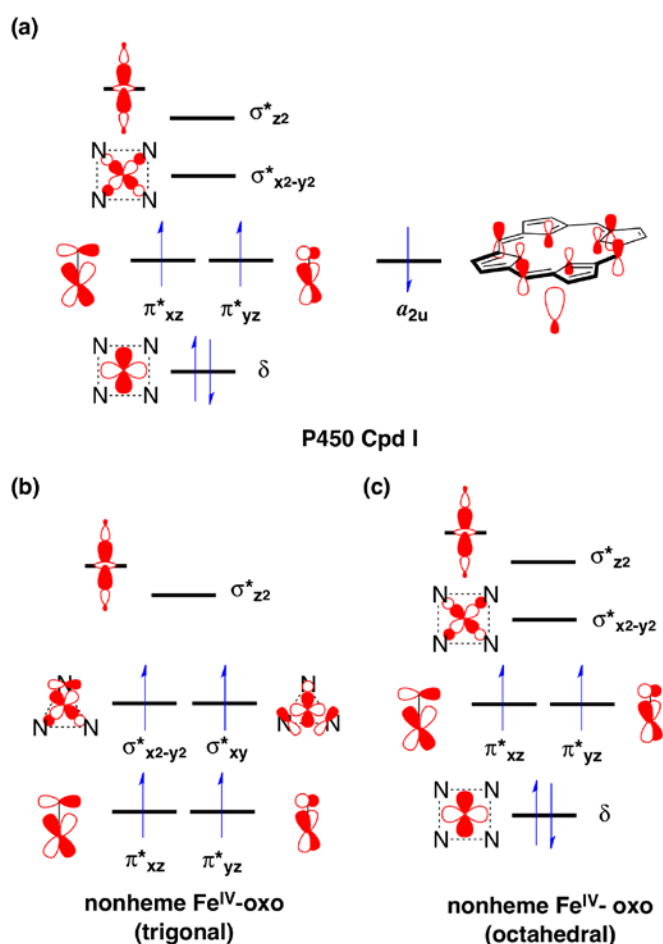 (a)
σ*z2
N N
σ*x2-y2
N N
π*xz π*yz
a2u
N N
δ
N N
P450 Cpd I
(b)
(c)
σ*z2
σ*z2
N N
σ*x2-y2
N N
N
N N
σ*x2-y2 σ*xy
N
N N
π*xz π*yz
N N
δ
N N
π*xz π*yz
nonheme FeIV-oxo
(trigonal)
nonheme FeIV- oxo
(octahedral)